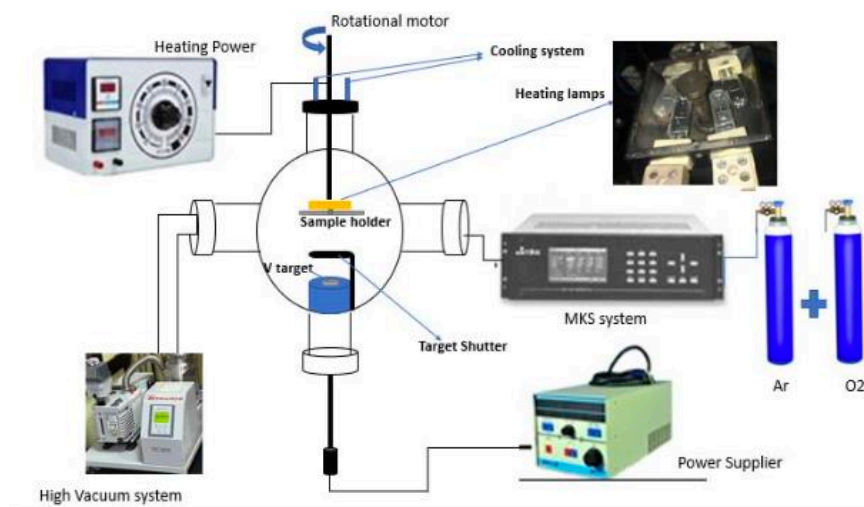 Rotational motor
Heating Power
Cooling system
Heating lamps
Sample holder
V target
MKS system
Target Shutter
Ar
O2
Power Supplier
High Vacuum system